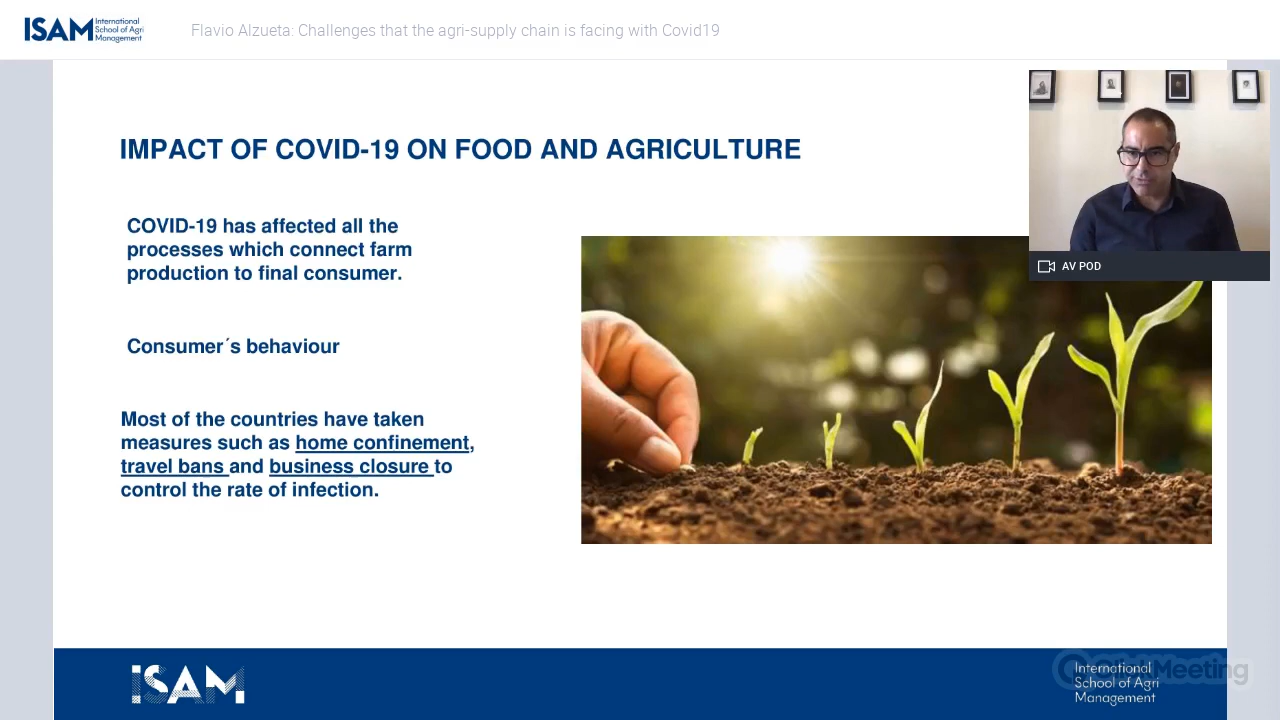 ISAM
International
School of Agri
Management
Flavio Alzueta: Challenges that the agri-supply chain is facing with Covid19
IMPACT OF COVID-19 ON FOOD AND AGRICULTURE
COVID-19 has affected all the
processes which connect farm
production to final consumer.
Consumer´s behaviour
Most of the countries have taken
measures such as home confinement,
travel bans and business closure to
control the rate of infection.
AV POD
ISAM
International
School of Agri
Management
ClickMeeting